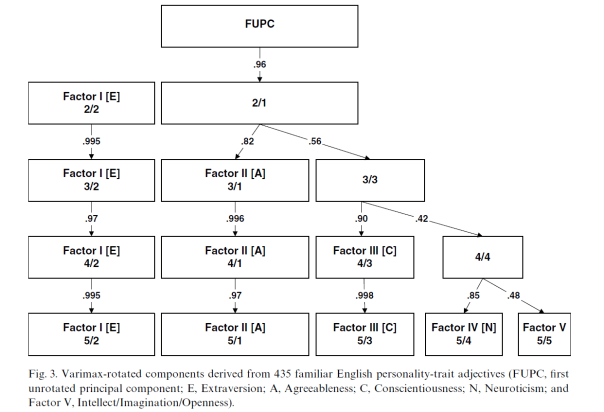 FUPC
.96
Factor I [E]
2/2
2/1
.995
.82
.56
Factor I [E]
3/2
Factor II [A]
3/1
3/3
.97
.996
.90
.42
Factor I [E]
4/2
Factor II [A]
4/1
Factor III [C]
4/3
4/4
.995
.97
.998
.85
.48
Factor I [E]
5/2
Factor II [A]
5/1
Factor III [C]
5/3
Factor IV [N]
5/4
Factor V
5/5
Fig. 3. Varimax-rotated components derived from 435 familiar English personality-trait adjectives (FUPC, first
unrotated principal component; E, Extraversion; A, Agreeableness; C, Conscientiousness; N, Neuroticism; and
Factor V, Intellect/Imagination/Openness).